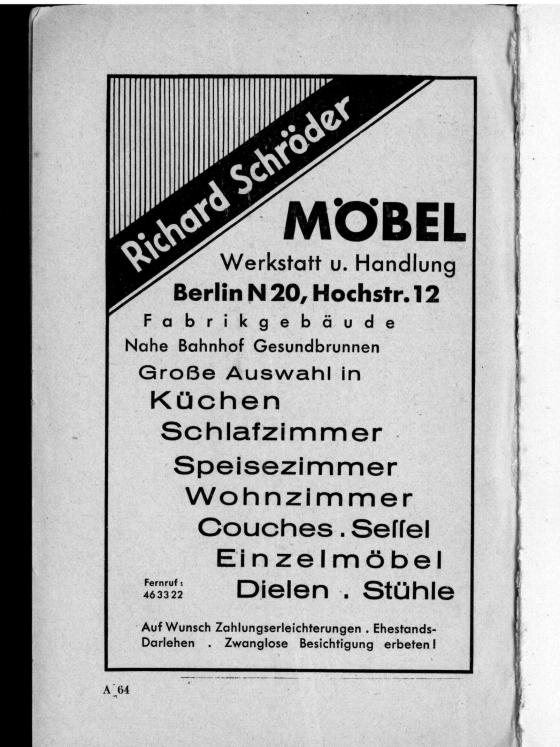 Richard Schröder
MÖBEL
Werkstatt u. Handlung
Berlin N 20, Hochstr. 12
Fabrikgebäude
Nahe Bahnhof Gesundbrunnen
Große Auswahl in
Küchen
Schlafzimmer
Speisezimmer
Wohnzimmer
Couches . Seſſel
Einzelmöbel
Dielen . Stühle
Fernruf:
46 33 22
Auf Wunsch Zahlungserleichterungen . Ehestands-
Darlehen . Zwanglose Besichtigung erbeten!
A 64